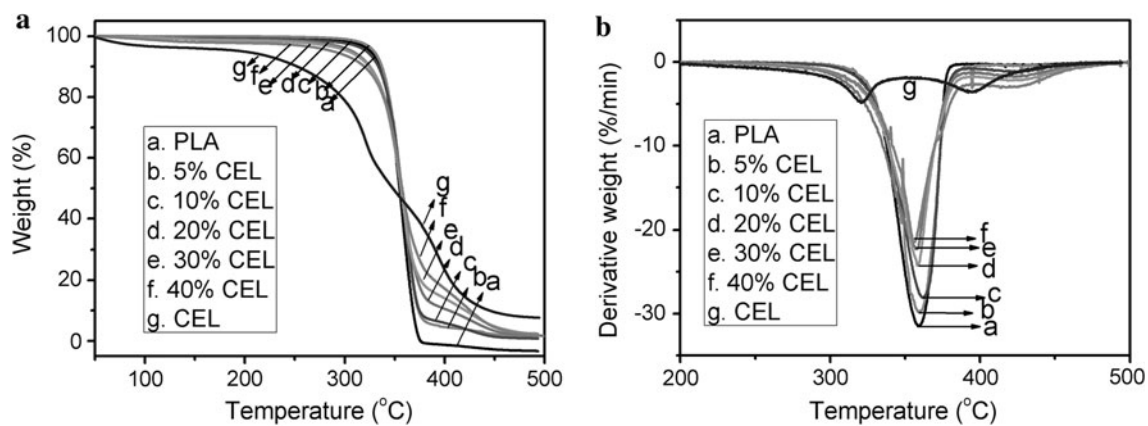 a
Weight (%)
100
80
60
40
20
0
g
f
e
d
c
b
a
a. PLA
b. 5% CEL
c. 10% CEL
d. 20% CEL
e. 30% CEL
f. 40% CEL
g. CEL
g
f
e
d
c
b
a
100
200
300
400
500
Temperature (°C)
b
Derivative weight (%/min)
0
-10
-20
-30
g
a. PLA
b. 5% CEL
c. 10% CEL
d. 20% CEL
e. 30% CEL
f. 40% CEL
g. CEL
f
e
d
c
b
a
200
300
400
500
Temperature (°C)